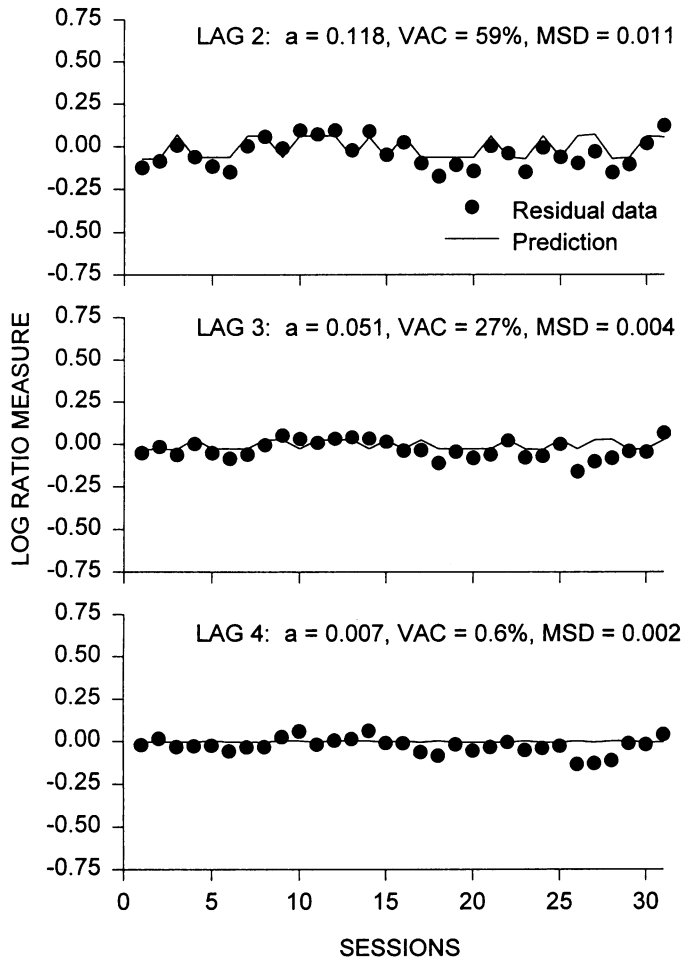 LAG 2: a = 0.118, VAC = 59%, MSD = 0.011
0.75
0.50
0.25
0.00
-0.25
-0.50
-0.75
Residual data
Prediction
LAG 3: a = 0.051, VAC = 27%, MSD = 0.004
0.75
0.50
0.25
0.00
-0.25
-0.50
-0.75
LOG RATIO MEASURE
LAG 4: a = 0.007, VAC = 0.6%, MSD = 0.002
0.75
0.50
0.25
0.00
-0.25
-0.50
-0.75
0 5 10 15 20 25 30
SESSIONS